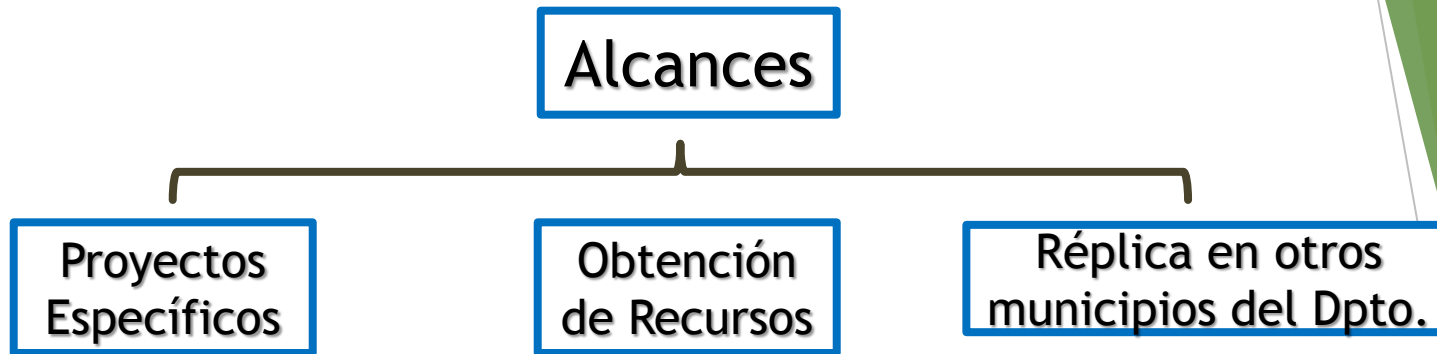 Alcances
Proyectos
Específicos
Obtención
de Recursos
Réplica en otros
municipios del Dpto.